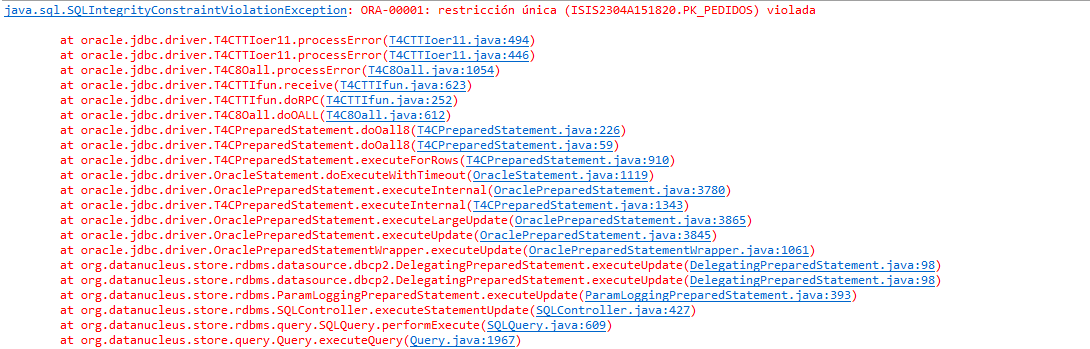 java.sql.SQLIntegrityConstraintViolationException: ORA-00001: restricción única (ISIS2304A151820.PK_PEDIDOS) violada
at oracle.jdbc.driver.T4CTTIoer11.processError(T4CTTIoer11.java:494)
at oracle.jdbc.driver.T4CTTIoer11.processError(T4CTTIoer11.java:446)
at oracle.jdbc.driver.T4C8Oall.processError(T4C8Oall.java:1054)
at oracle.jdbc.driver.T4CTTIfun.receive(T4CTTIfun.java:623)
at oracle.jdbc.driver.T4CTTIfun.doRPC(T4CTTIfun.java:252)
at oracle.jdbc.driver.T4C8Oall.doOALL(T4C8Oall.java:612)
at oracle.jdbc.driver.T4CPreparedStatement.doOall8(T4CPreparedStatement.java:226)
at oracle.jdbc.driver.T4CPreparedStatement.doOall8(T4CPreparedStatement.java:59)
at oracle.jdbc.driver.T4CPreparedStatement.executeForRows(T4CPreparedStatement.java:910)
at oracle.jdbc.driver.OracleStatement.doExecuteWithTimeout(OracleStatement.java:1119)
at oracle.jdbc.driver.OraclePreparedStatement.executeInternal(OraclePreparedStatement.java:3780)
at oracle.jdbc.driver.T4CPreparedStatement.executeInternal(T4CPreparedStatement.java:1343)
at oracle.jdbc.driver.OraclePreparedStatement.executeLargeUpdate(OraclePreparedStatement.java:3865)
at oracle.jdbc.driver.OraclePreparedStatement.executeUpdate(OraclePreparedStatement.java:3845)
at oracle.jdbc.driver.OraclePreparedStatementWrapper.executeUpdate(OraclePreparedStatementWrapper.java:1061)
at org.datanucleus.store.rdbms.datasource.dbcp2.DelegatingPreparedStatement.executeUpdate(DelegatingPreparedStatement.java:98)
at org.datanucleus.store.rdbms.datasource.dbcp2.DelegatingPreparedStatement.executeUpdate(DelegatingPreparedStatement.java:98)
at org.datanucleus.store.rdbms.ParamLoggingPreparedStatement.executeUpdate(ParamLoggingPreparedStatement.java:393)
at org.datanucleus.store.rdbms.SQLController.executeStatementUpdate(SQLController.java:427)
at org.datanucleus.store.rdbms.query.SQLQuery.performExecute(SQLQuery.java:609)
at org.datanucleus.store.query.Query.executeQuery(Query.java:1967)